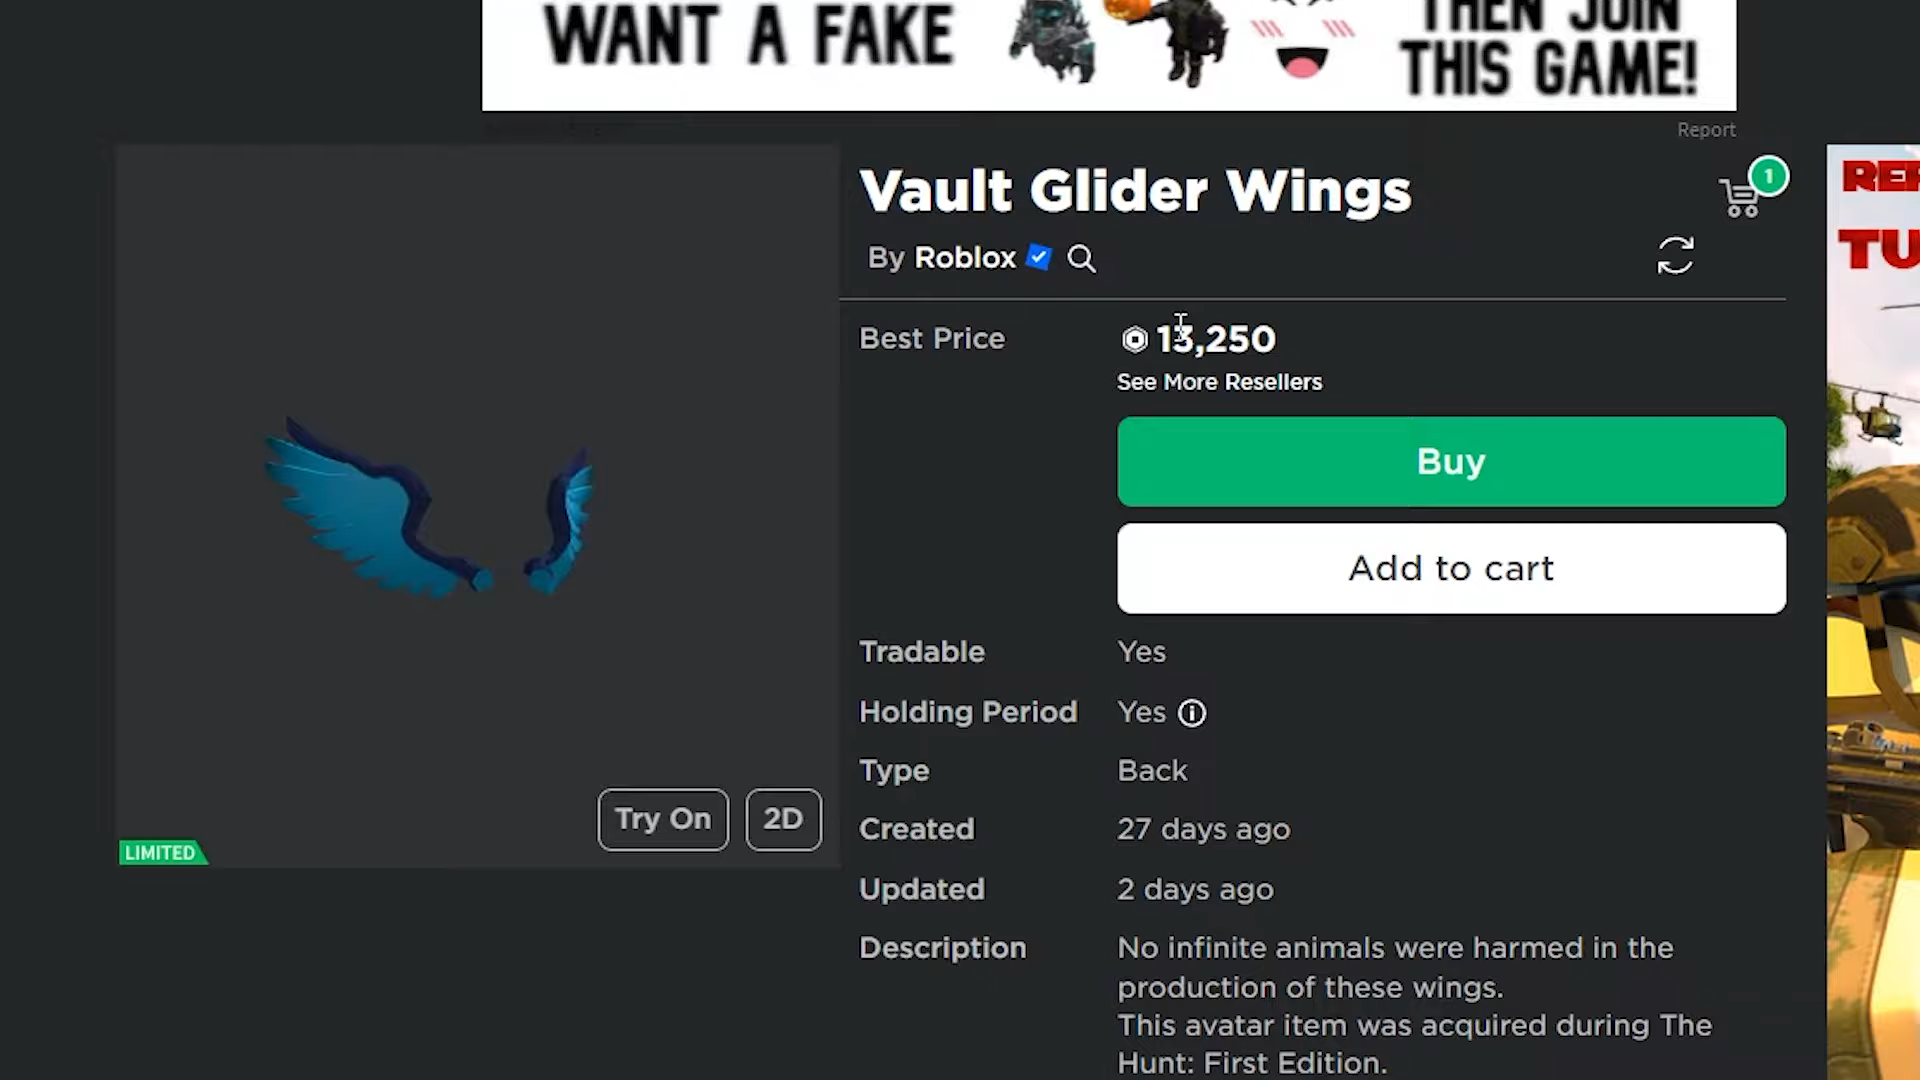 WANT A FAKE
THEN JOIN
THIS GAME!
Report
Vault Glider Wings
1
By Roblox
Best Price
13,250
See More Resellers
Buy
Add to cart
Tradable Yes
Holding Period Yes
Type Back
Try On 2D
Created 27 days ago
LIMITED
Updated 2 days ago
Description No infinite animals were harmed in the
production of these wings.
This avatar item was acquired during The
Hunt: First Edition.
TU